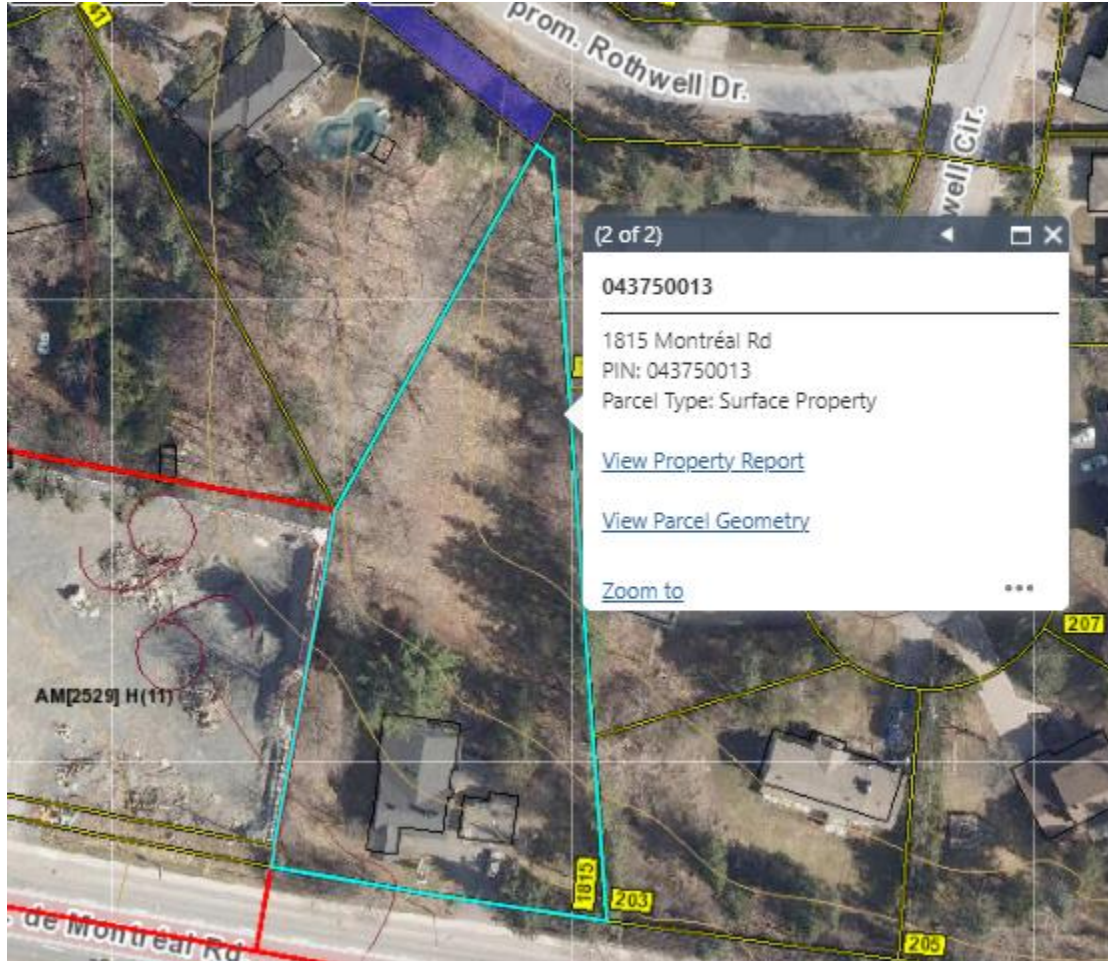 41
prom. Rothwell Dr.
well Cir.
(2 of 2)
043750013
1815 Montréal Rd
PIN: 043750013
Parcel Type: Surface Property
View Property Report
View Parcel Geometry
Zoom to
207
AM[2529] H(11)
1815
203
205
. de Montréal Rd